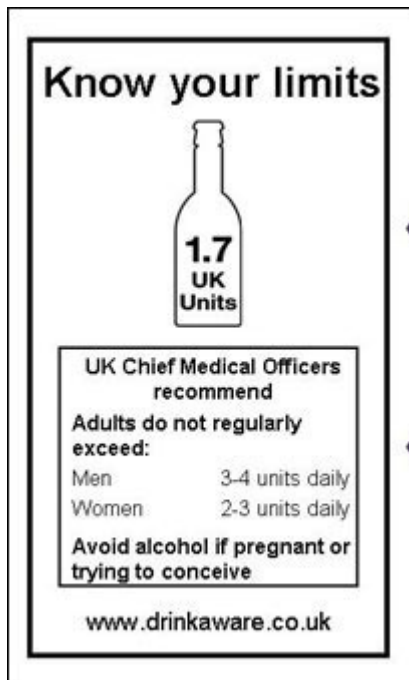 Know your limits
1.7
UK
Units
UK Chief Medical Officers
recommend
Adults do not regularly
exceed:
Men 3-4 units daily
Women 2-3 units daily
Avoid alcohol if pregnant or
trying to conceive
www.drinkaware.co.uk